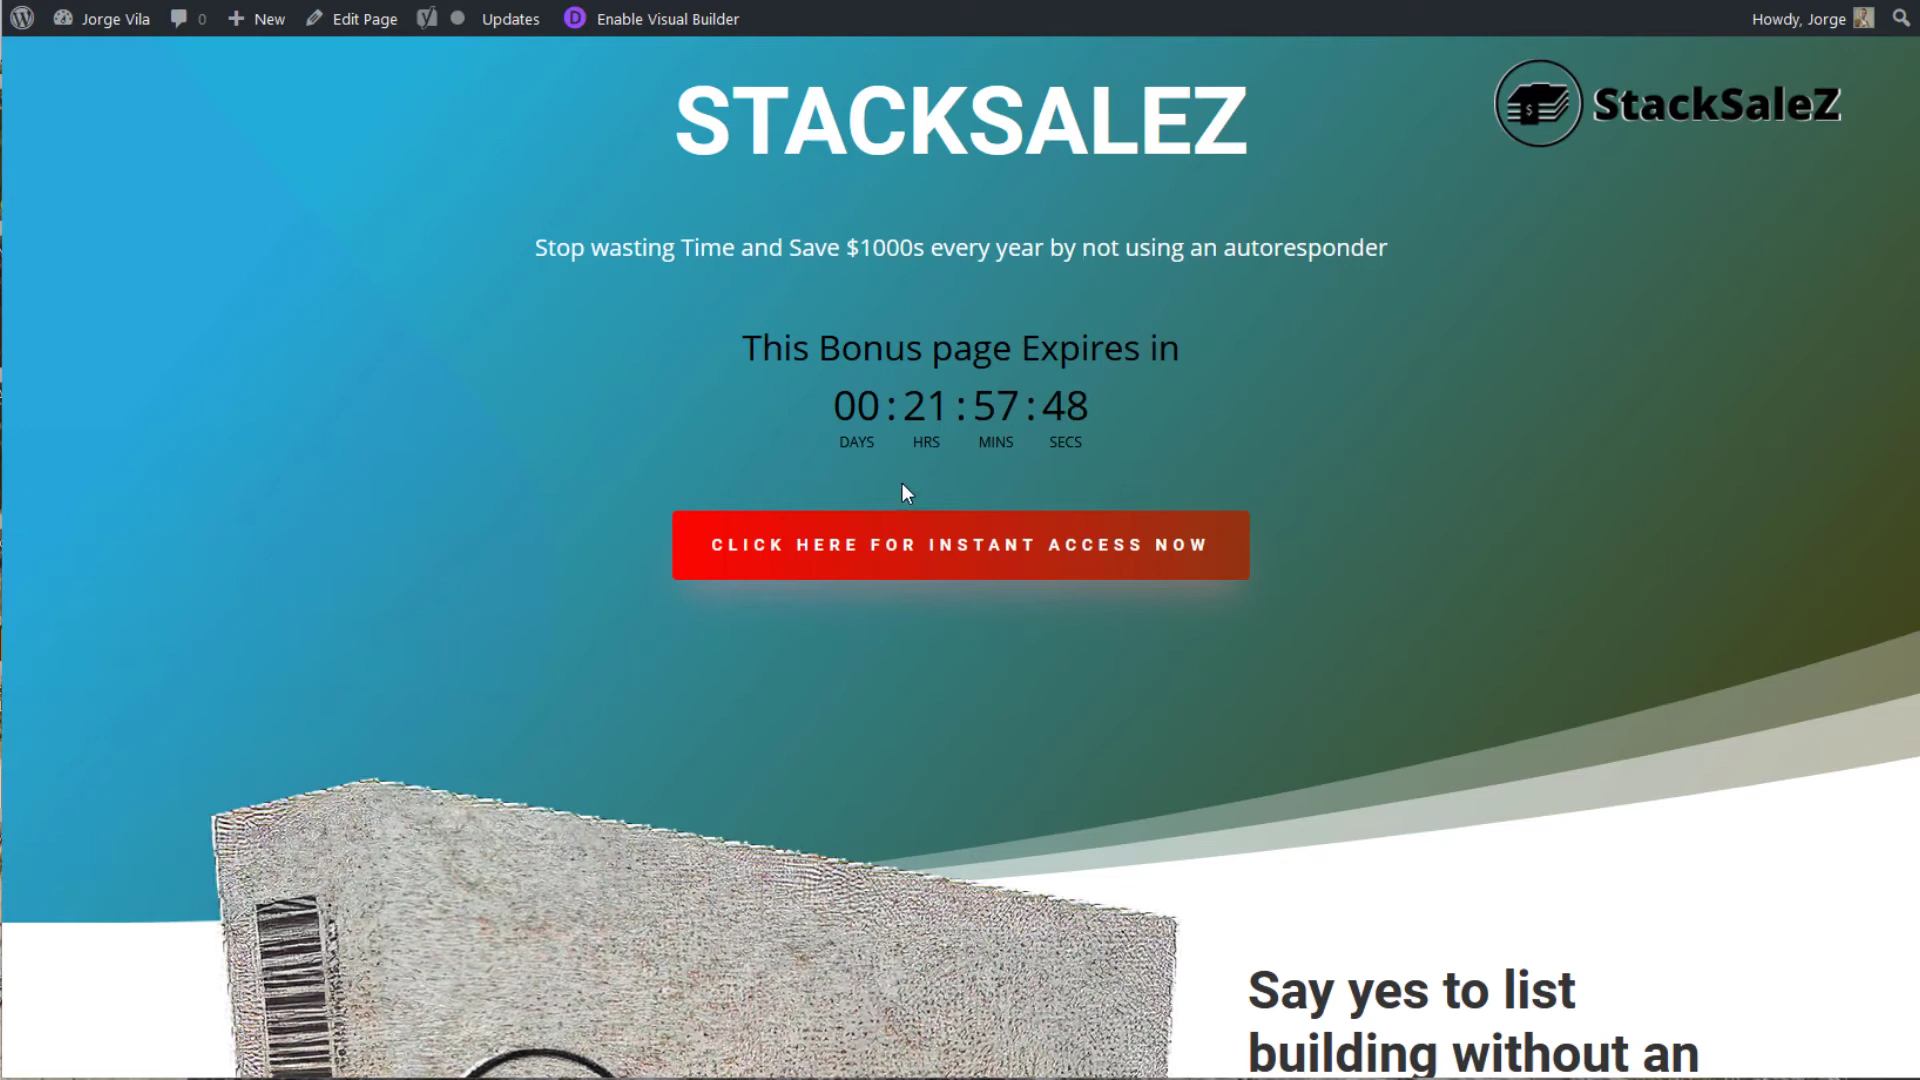 Jorge Vila 0 New Edit Page Updates Enable Visual Builder Howdy, Jorge
STACKSALEZ
$ StackSaleZ
Stop wasting Time and Save $1000s every year by not using an autoresponder
This Bonus page Expires in
00 : 21 : 57 : 48
DAYS HRS MINS SECS
CLICK HERE FOR INSTANT ACCESS NOW
Say yes to list
building without an